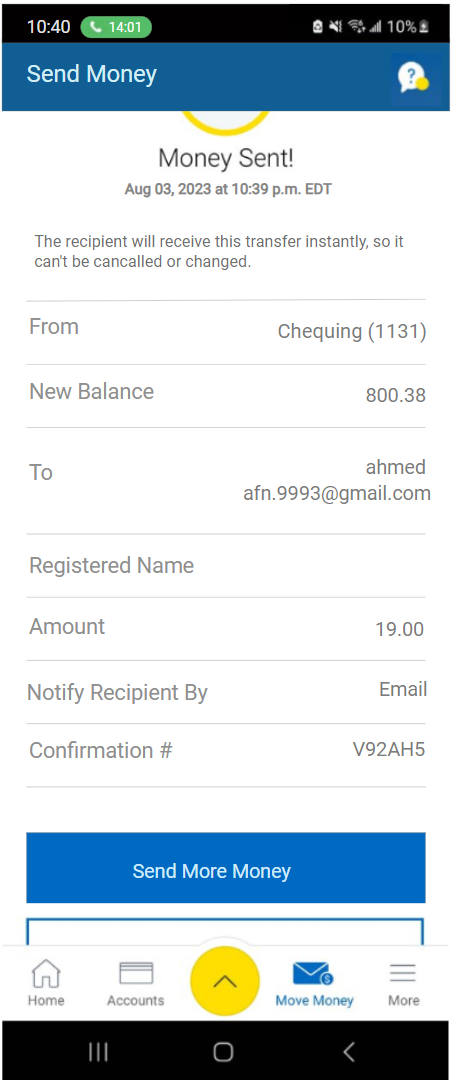 10:40 14:01 10%
Send Money
?
Money Sent!
Aug 03, 2023 at 10:39 p.m. EDT
The recipient will receive this transfer instantly, so it
can't be cancalled or changed.
From Chequing (1131)
New Balance 800.38
To ahmed
afn.9993@gmail.com
Registered Name
Amount 19.00
Notify Recipient By Email
Confirmation # V92AH5
Send More Money
$
Home Accounts Move Money More